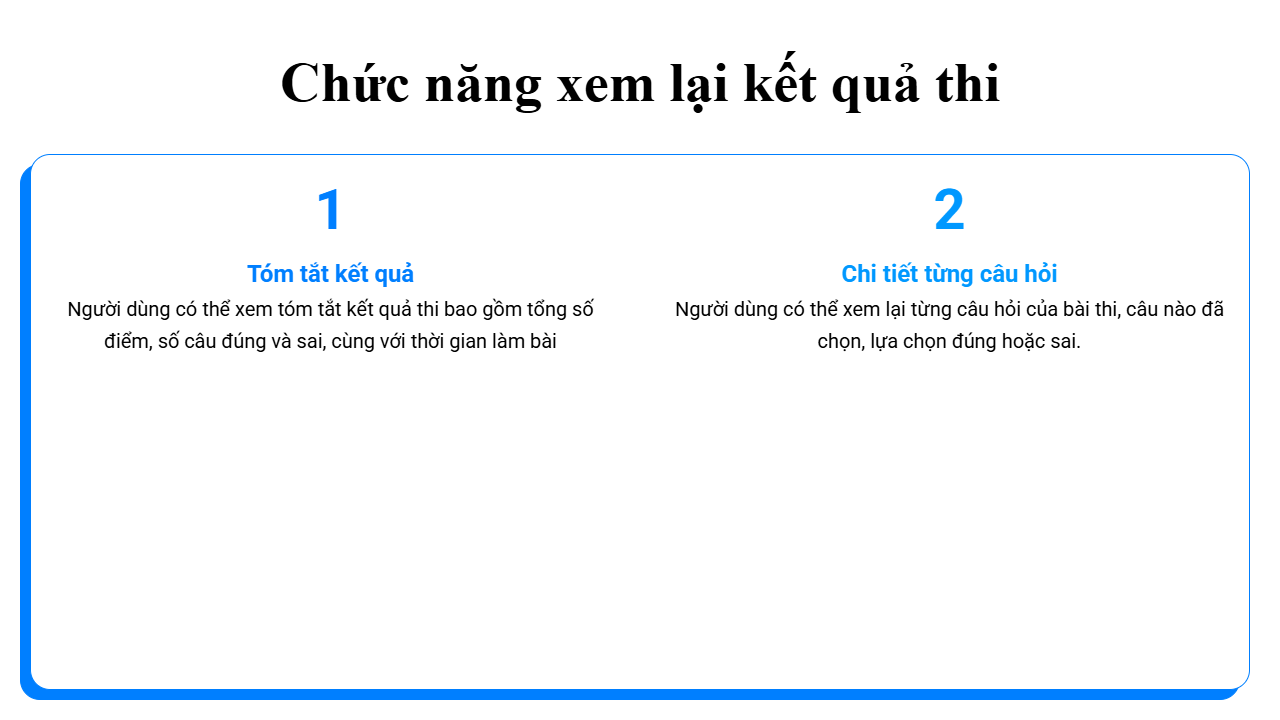 Chức năng xem lại kết quả thi
1
Tóm tắt kết quả
Người dùng có thể xem tóm tắt kết quả thi bao gồm tổng số
điểm, số câu đúng và sai, cùng với thời gian làm bài
2
Chi tiết từng câu hỏi
Người dùng có thể xem lại từng câu hỏi của bài thi, câu nào đã
chọn, lựa chọn đúng hoặc sai.